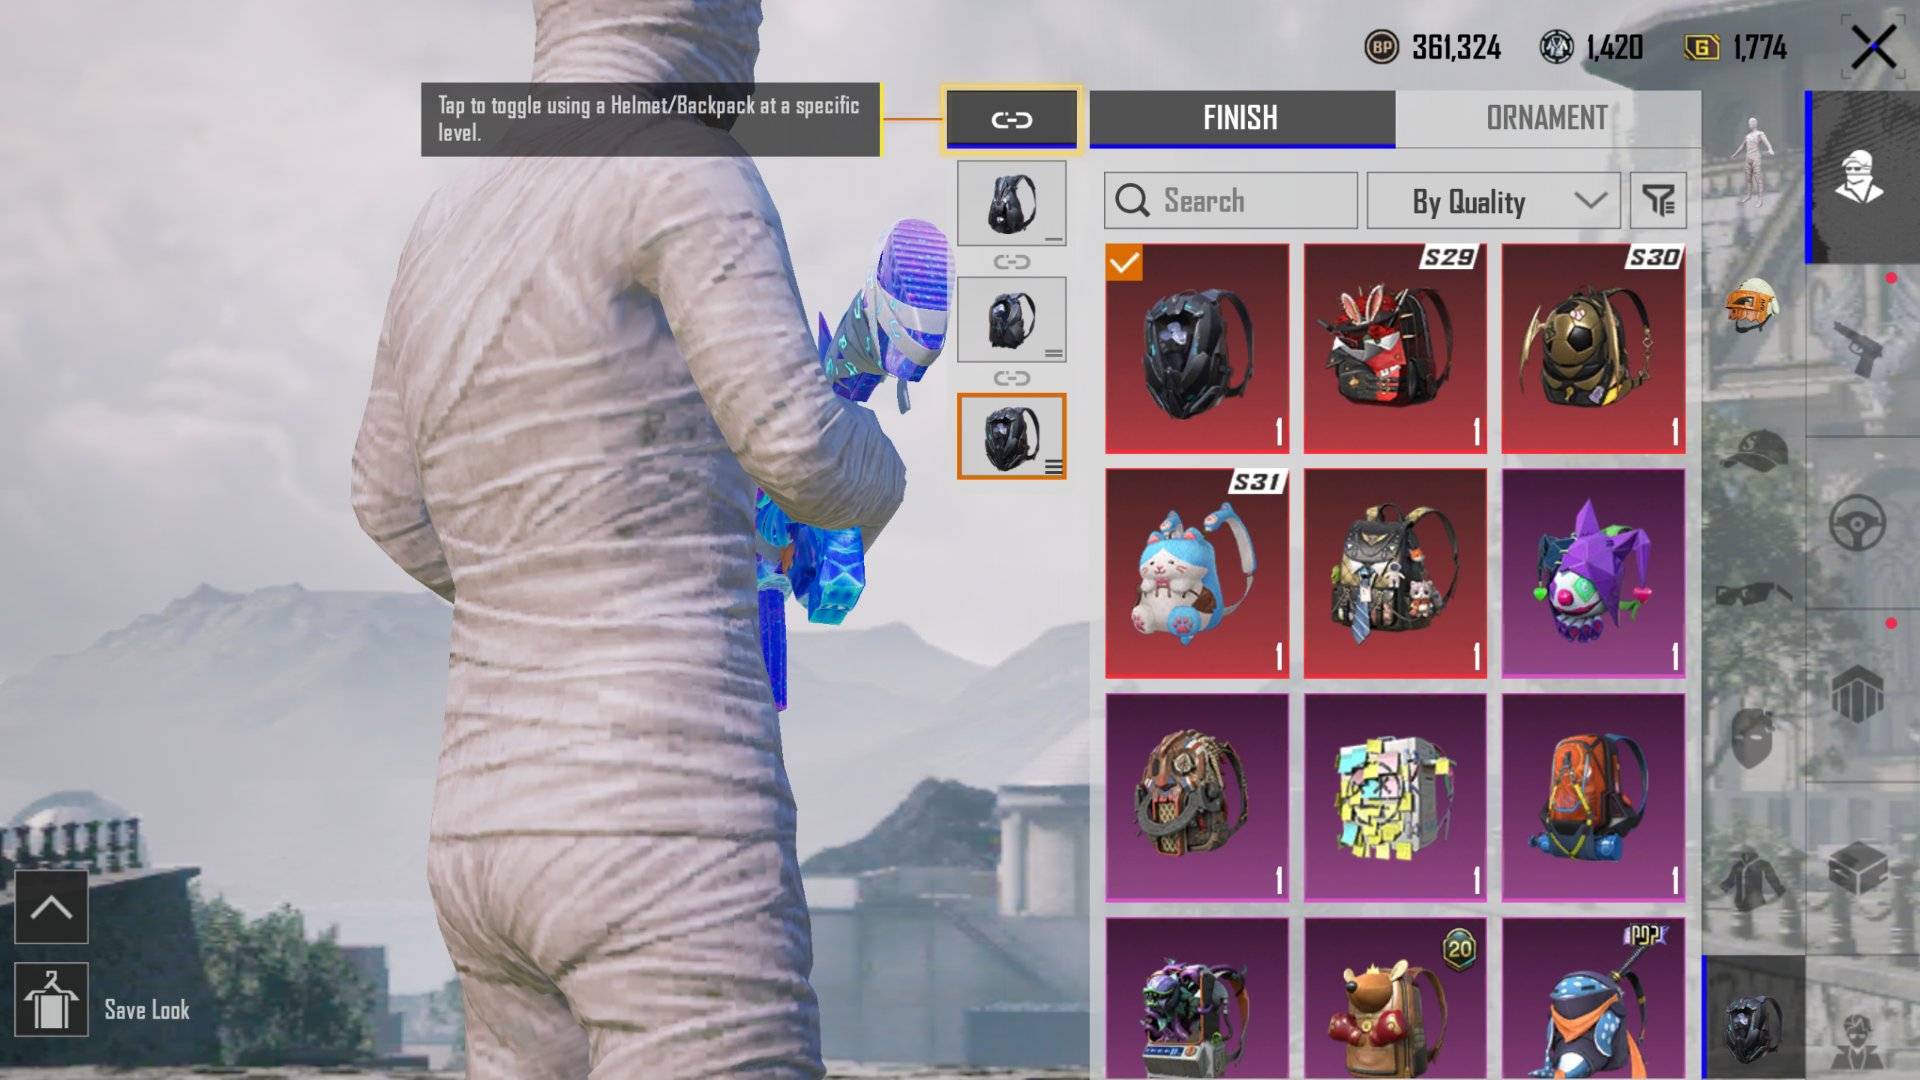 BP 361,324
1,420
G 1,774
Tap to toggle using a Helmet/Backpack at a specific
level.
FINISH
ORNAMENT
Search
By Quality
S29
S30
1
1
1
S31
1
1
1
1
1
1
20
Save Look